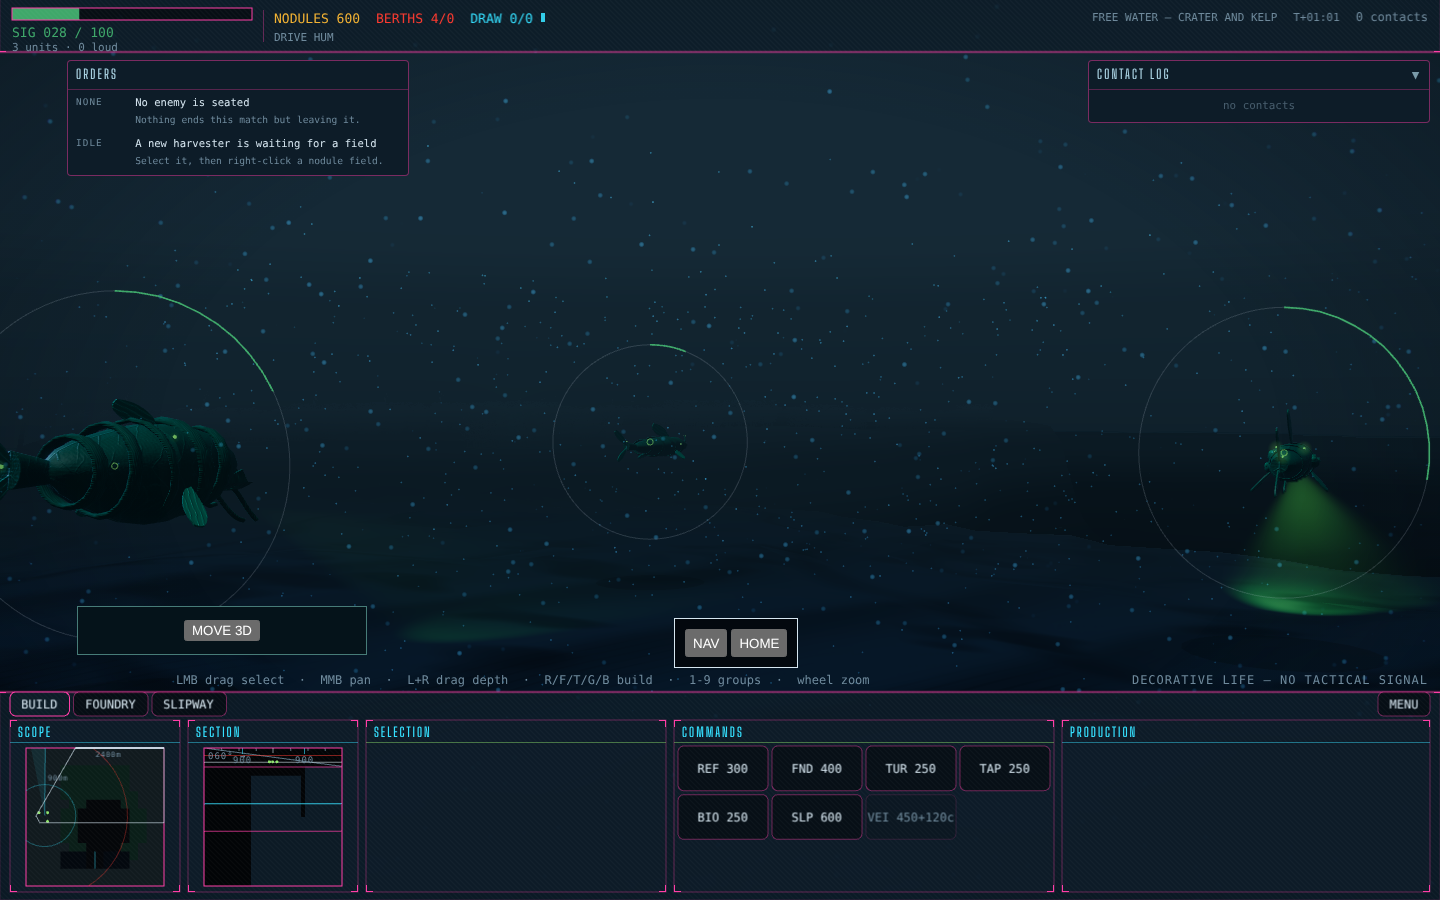 SIG 028 / 100
3 units · 0 loud
NODULES 600 BERTHS 4/0 DRAW 0/0
DRIVE HUM
FREE WATER — CRATER AND KELP T+01:01 0 contacts
ORDERS
NONE No enemy is seated
Nothing ends this match but leaving it.
IDLE A new harvester is waiting for a field
Select it, then right-click a nodule field.
CONTACT LOG ▼
no contacts
MOVE 3D
NAV HOME
LMB drag select · MMB pan · L+R drag depth · R/F/T/G/B build · 1-9 groups · wheel zoom
DECORATIVE LIFE — NO TACTICAL SIGNAL
BUILD FOUNDRY SLIPWAY MENU
SCOPE
2400m
900m
SECTION
060° 900 900
SELECTION
COMMANDS
REF 300 FND 400 TUR 250 TAP 250
BIO 250 SLP 600 VEI 450+120c
PRODUCTION